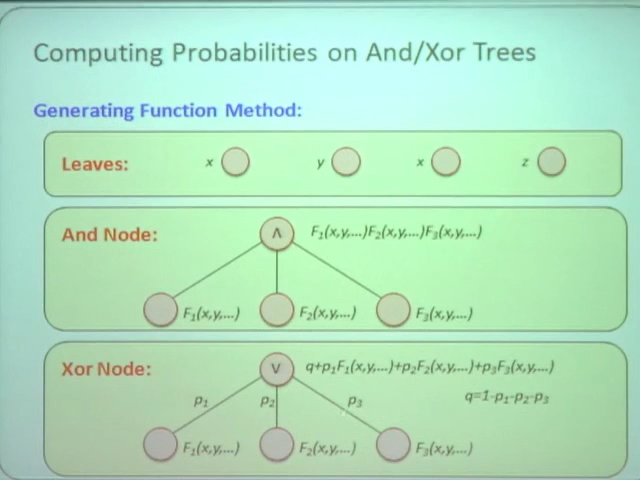 Computing Probabilities on And/Xor Trees
Generating Function Method:
Leaves: x y x z
And Node: Λ F₁(x,y,...)F₂(x,y,...)F₃(x,y,...)
F₁(x,y,...) F₂(x,y,...) F₃(x,y,...)
Xor Node: V q+p₁F₁(x,y,...)+p₂F₂(x,y,...)+p₃F₃(x,y,...)
p₁ p₂ p₃ q=1-p₁-p₂-p₃
F₁(x,y,...) F₂(x,y,...) F₃(x,y,...)